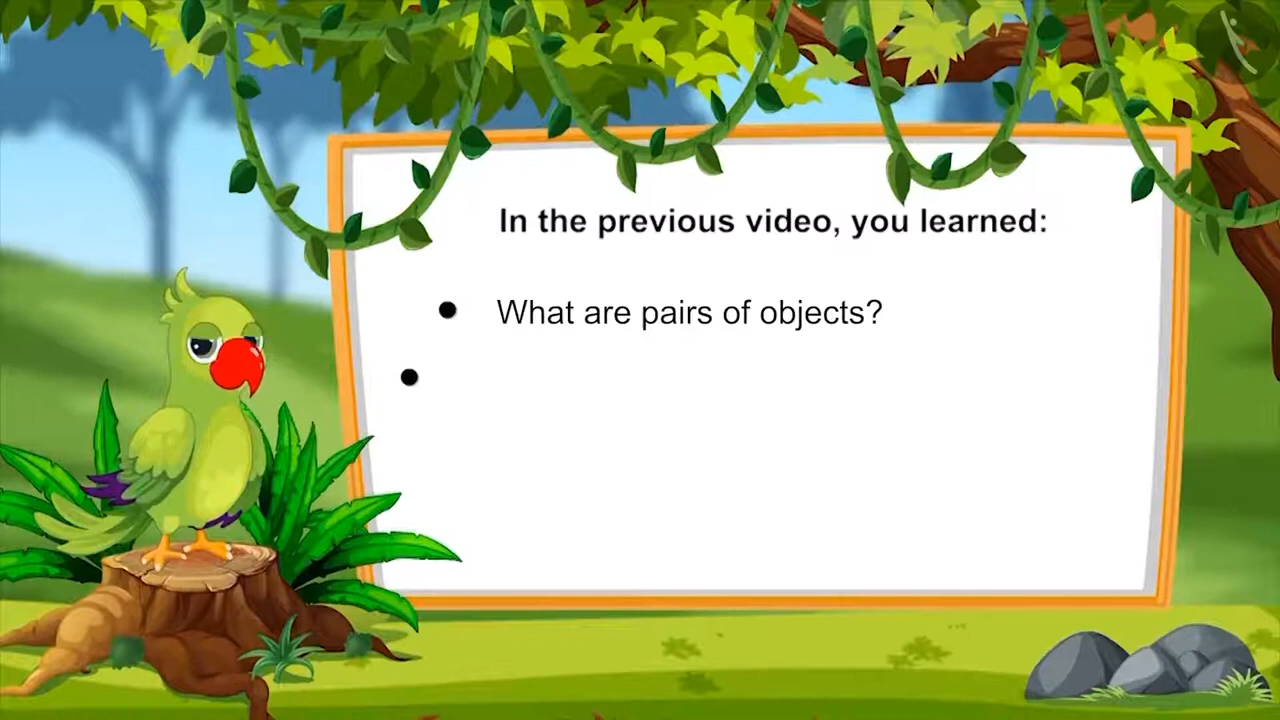 In the previous video, you learned:
● What are pairs of objects?
●